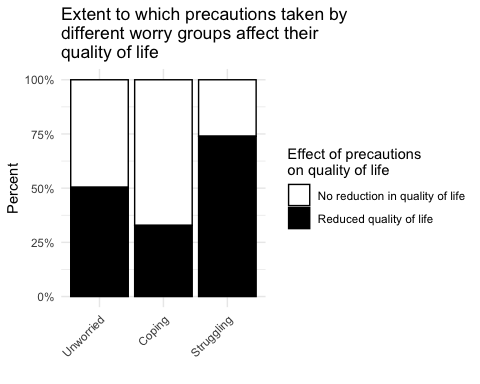 Extent to which precautions taken by
different worry groups affect their
quality of life
100%
75%
50%
25%
0%
Percent
Unworried
Coping
Struggling
Effect of precautions
on quality of life
No reduction in quality of life
Reduced quality of life